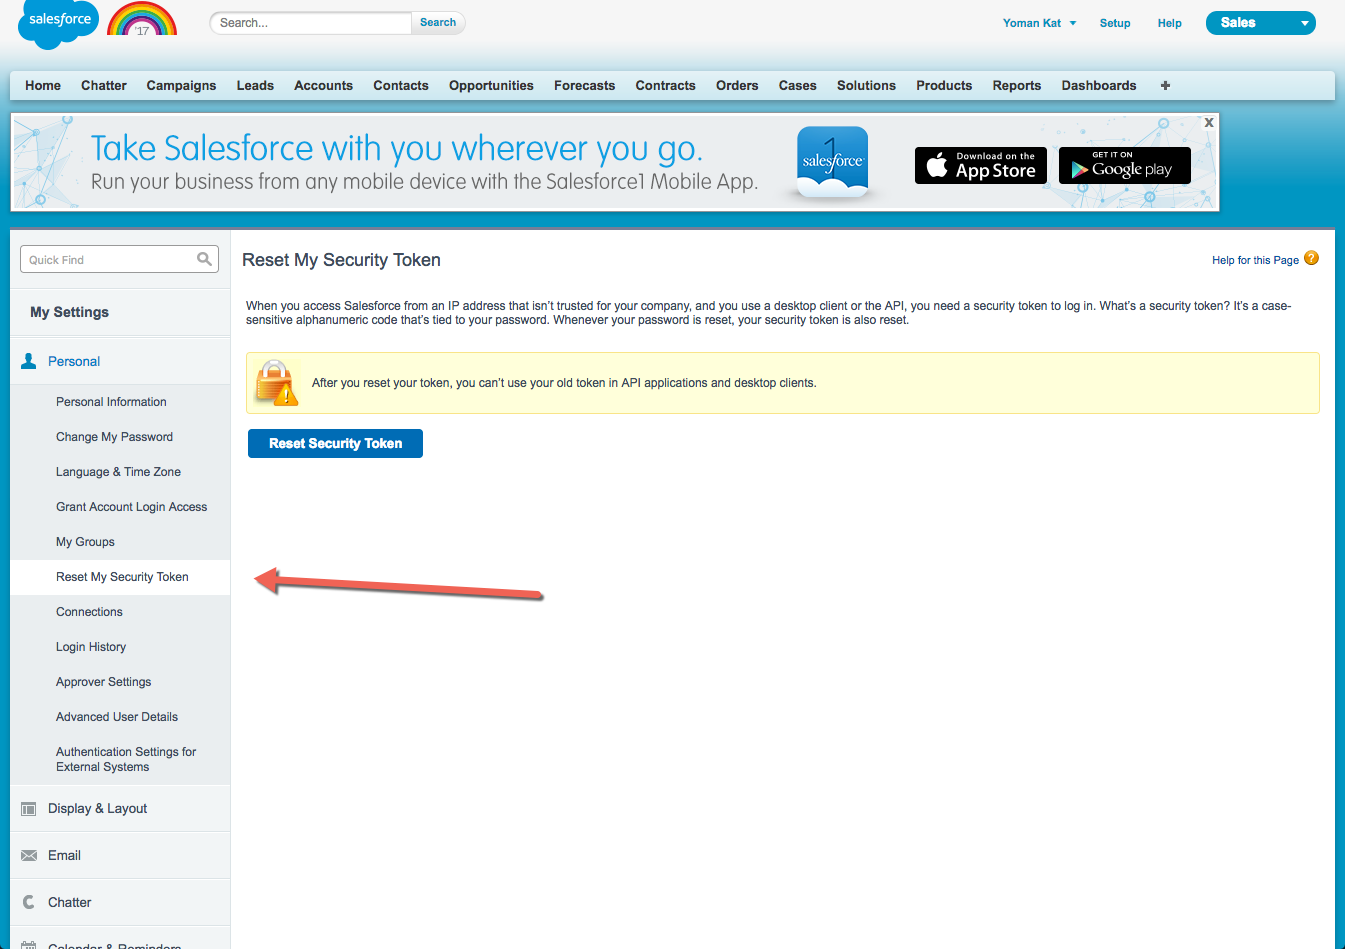 salesforce
'17
Search...
Search
Yoman Kat
Setup
Help
Sales
Home
Chatter
Campaigns
Leads
Accounts
Contacts
Opportunities
Forecasts
Contracts
Orders
Cases
Solutions
Products
Reports
Dashboards
+
Take Salesforce with you wherever you go.
Run your business from any mobile device with the Salesforce1 Mobile App.
1
salesforce
Download on the
App Store
GET IT ON
Google play
X
Quick Find
My Settings
Personal
Personal Information
Change My Password
Language & Time Zone
Grant Account Login Access
My Groups
Reset My Security Token
Connections
Login History
Approver Settings
Advanced User Details
Authentication Settings for
External Systems
Display & Layout
Email
Chatter
Calendar & Reminders
Reset My Security Token
Help for this Page
?
When you access Salesforce from an IP address that isn't trusted for your company, and you use a desktop client or the API, you need a security token to log in. What's a security token? It's a case-
sensitive alphanumeric code that's tied to your password. Whenever your password is reset, your security token is also reset.
After you reset your token, you can't use your old token in API applications and desktop clients.
Reset Security Token